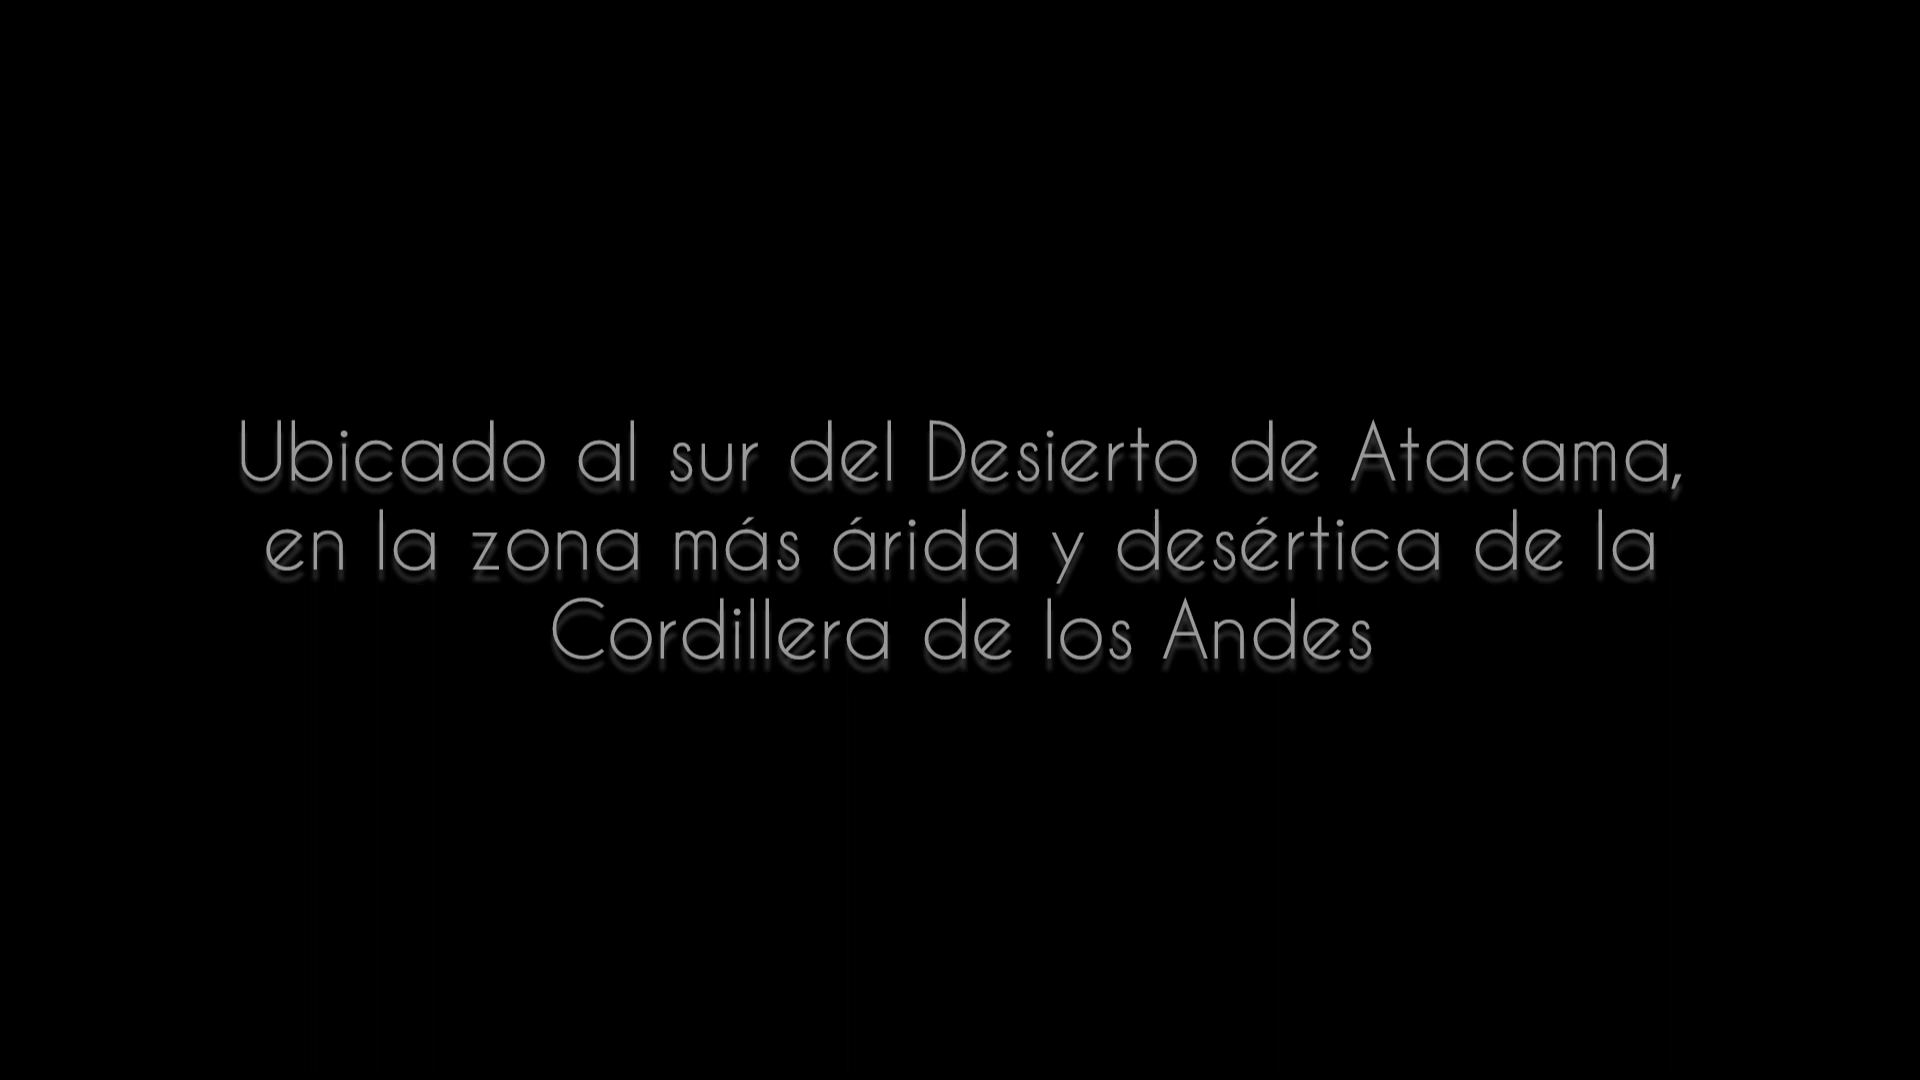 Ubicado al sur del Desierto de Atacama,
en la zona más árida y desértica de la
Cordillera de los Andes